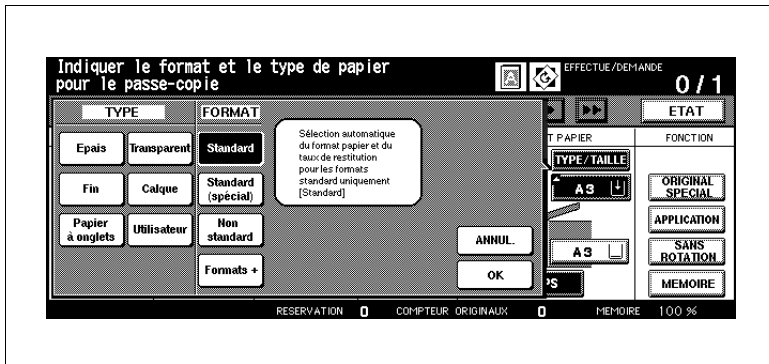 Indiquer le format et le type de papier
pour le passe-copie
EFFECTUE/DEMANDE
0/1
TYPE
FORMAT
ETAT
Epais
Transparent
Standard
Sélection automatique
du format papier et du
taux de restitution
pour les formats
standard uniquement
[Standard]
T PAPIER
FONCTION
TYPE/TAILLE
Fin
Calque
Standard
(spécial)
A3
ORIGINAL
SPECIAL
Papier
à onglets
Utilisateur
Non
standard
APPLICATION
ANNUL.
A3
SANS
ROTATION
Formats +
OK
PS
MEMOIRE
RESERVATION 0 COMPTEUR ORIGINAUX 0 MEMOIRE 100 %